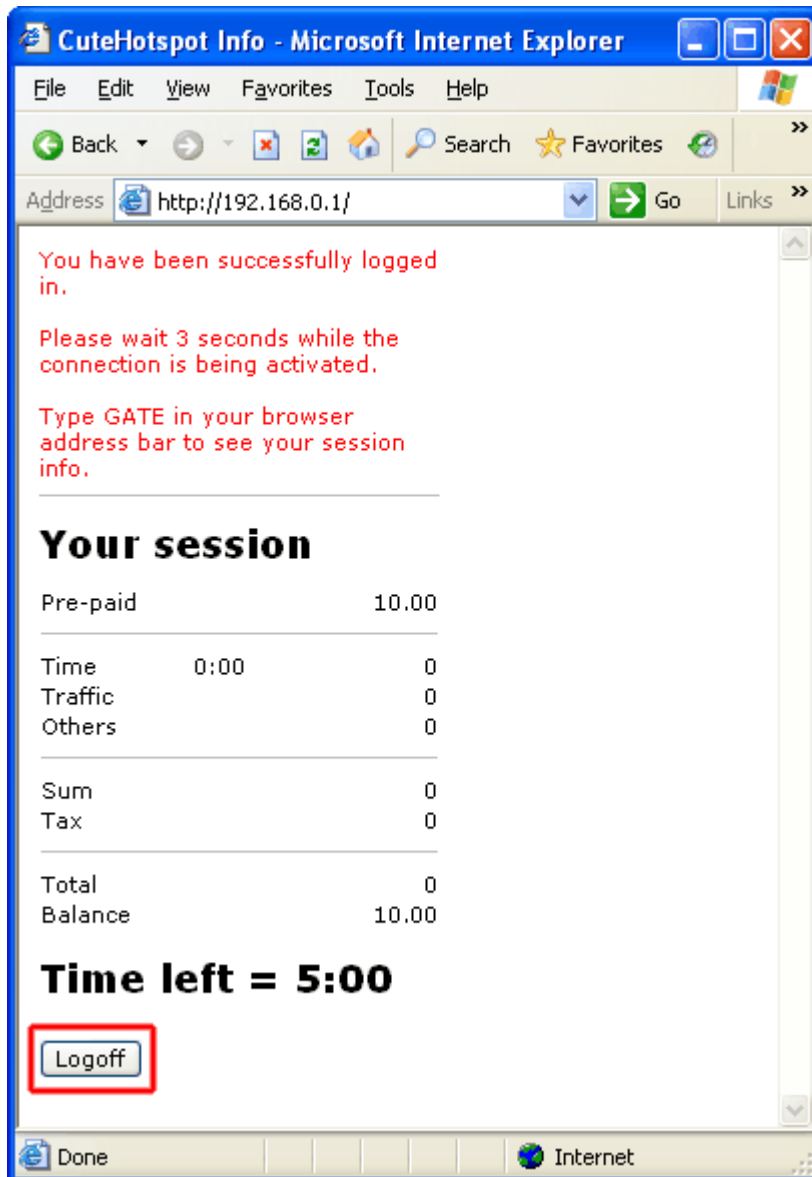 CuteHotspot Info - Microsoft Internet Explorer
File Edit View Favorites Tools Help
Back Search Favorites »
Address http://192.168.0.1/ Go Links »
You have been successfully logged
in.
Please wait 3 seconds while the
connection is being activated.
Type GATE in your browser
address bar to see your session
info.
Your session
Pre-paid 10.00
Time 0:00 0
Traffic 0
Others 0
Sum 0
Tax 0
Total 0
Balance 10.00
Time left = 5:00
Logoff
Done Internet